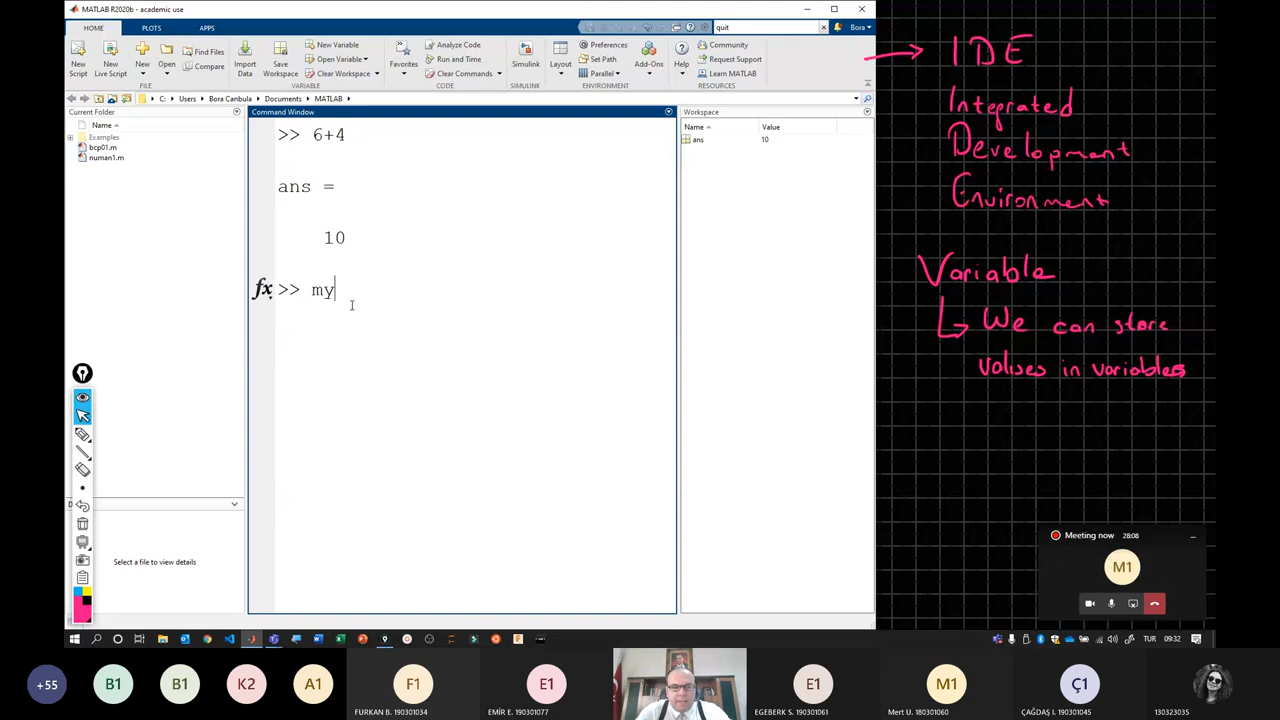 MATLAB R2020b - academic use
HOME PLOTS APPS
quit
Bora
New Script
New Live Script
New
Open
Find Files
Compare
Import Data
Save Workspace
New Variable
Open Variable
Clear Workspace
Favorites
Analyze Code
Run and Time
Clear Commands
Simulink
Layout
Preferences
Set Path
Parallel
Add-Ons
Help
Community
Request Support
Learn MATLAB
FILE VARIABLE CODE SIMULINK ENVIRONMENT RESOURCES
C: Users Bora Canbula Documents MATLAB
Current Folder
Name
Examples
bcp01.m
numan1.m
Select a file to view details
Command Window
>> 6+4
ans =
10
fx >> my
Workspace
Name Value
ans 10
IDE
Integrated
Development
Environment
Variable
We can store
values in variables
Meeting now 28:08
M1
TUR 09:32
+55 B1 B1 K2 A1 F1 E1 E1 M1 Ç1
FURKAN B. 190301034
EMİR E. 190301077
EGEBERK S. 190301061
Mert U. 180301060
ÇAĞDAŞ I. 190301045
130323035